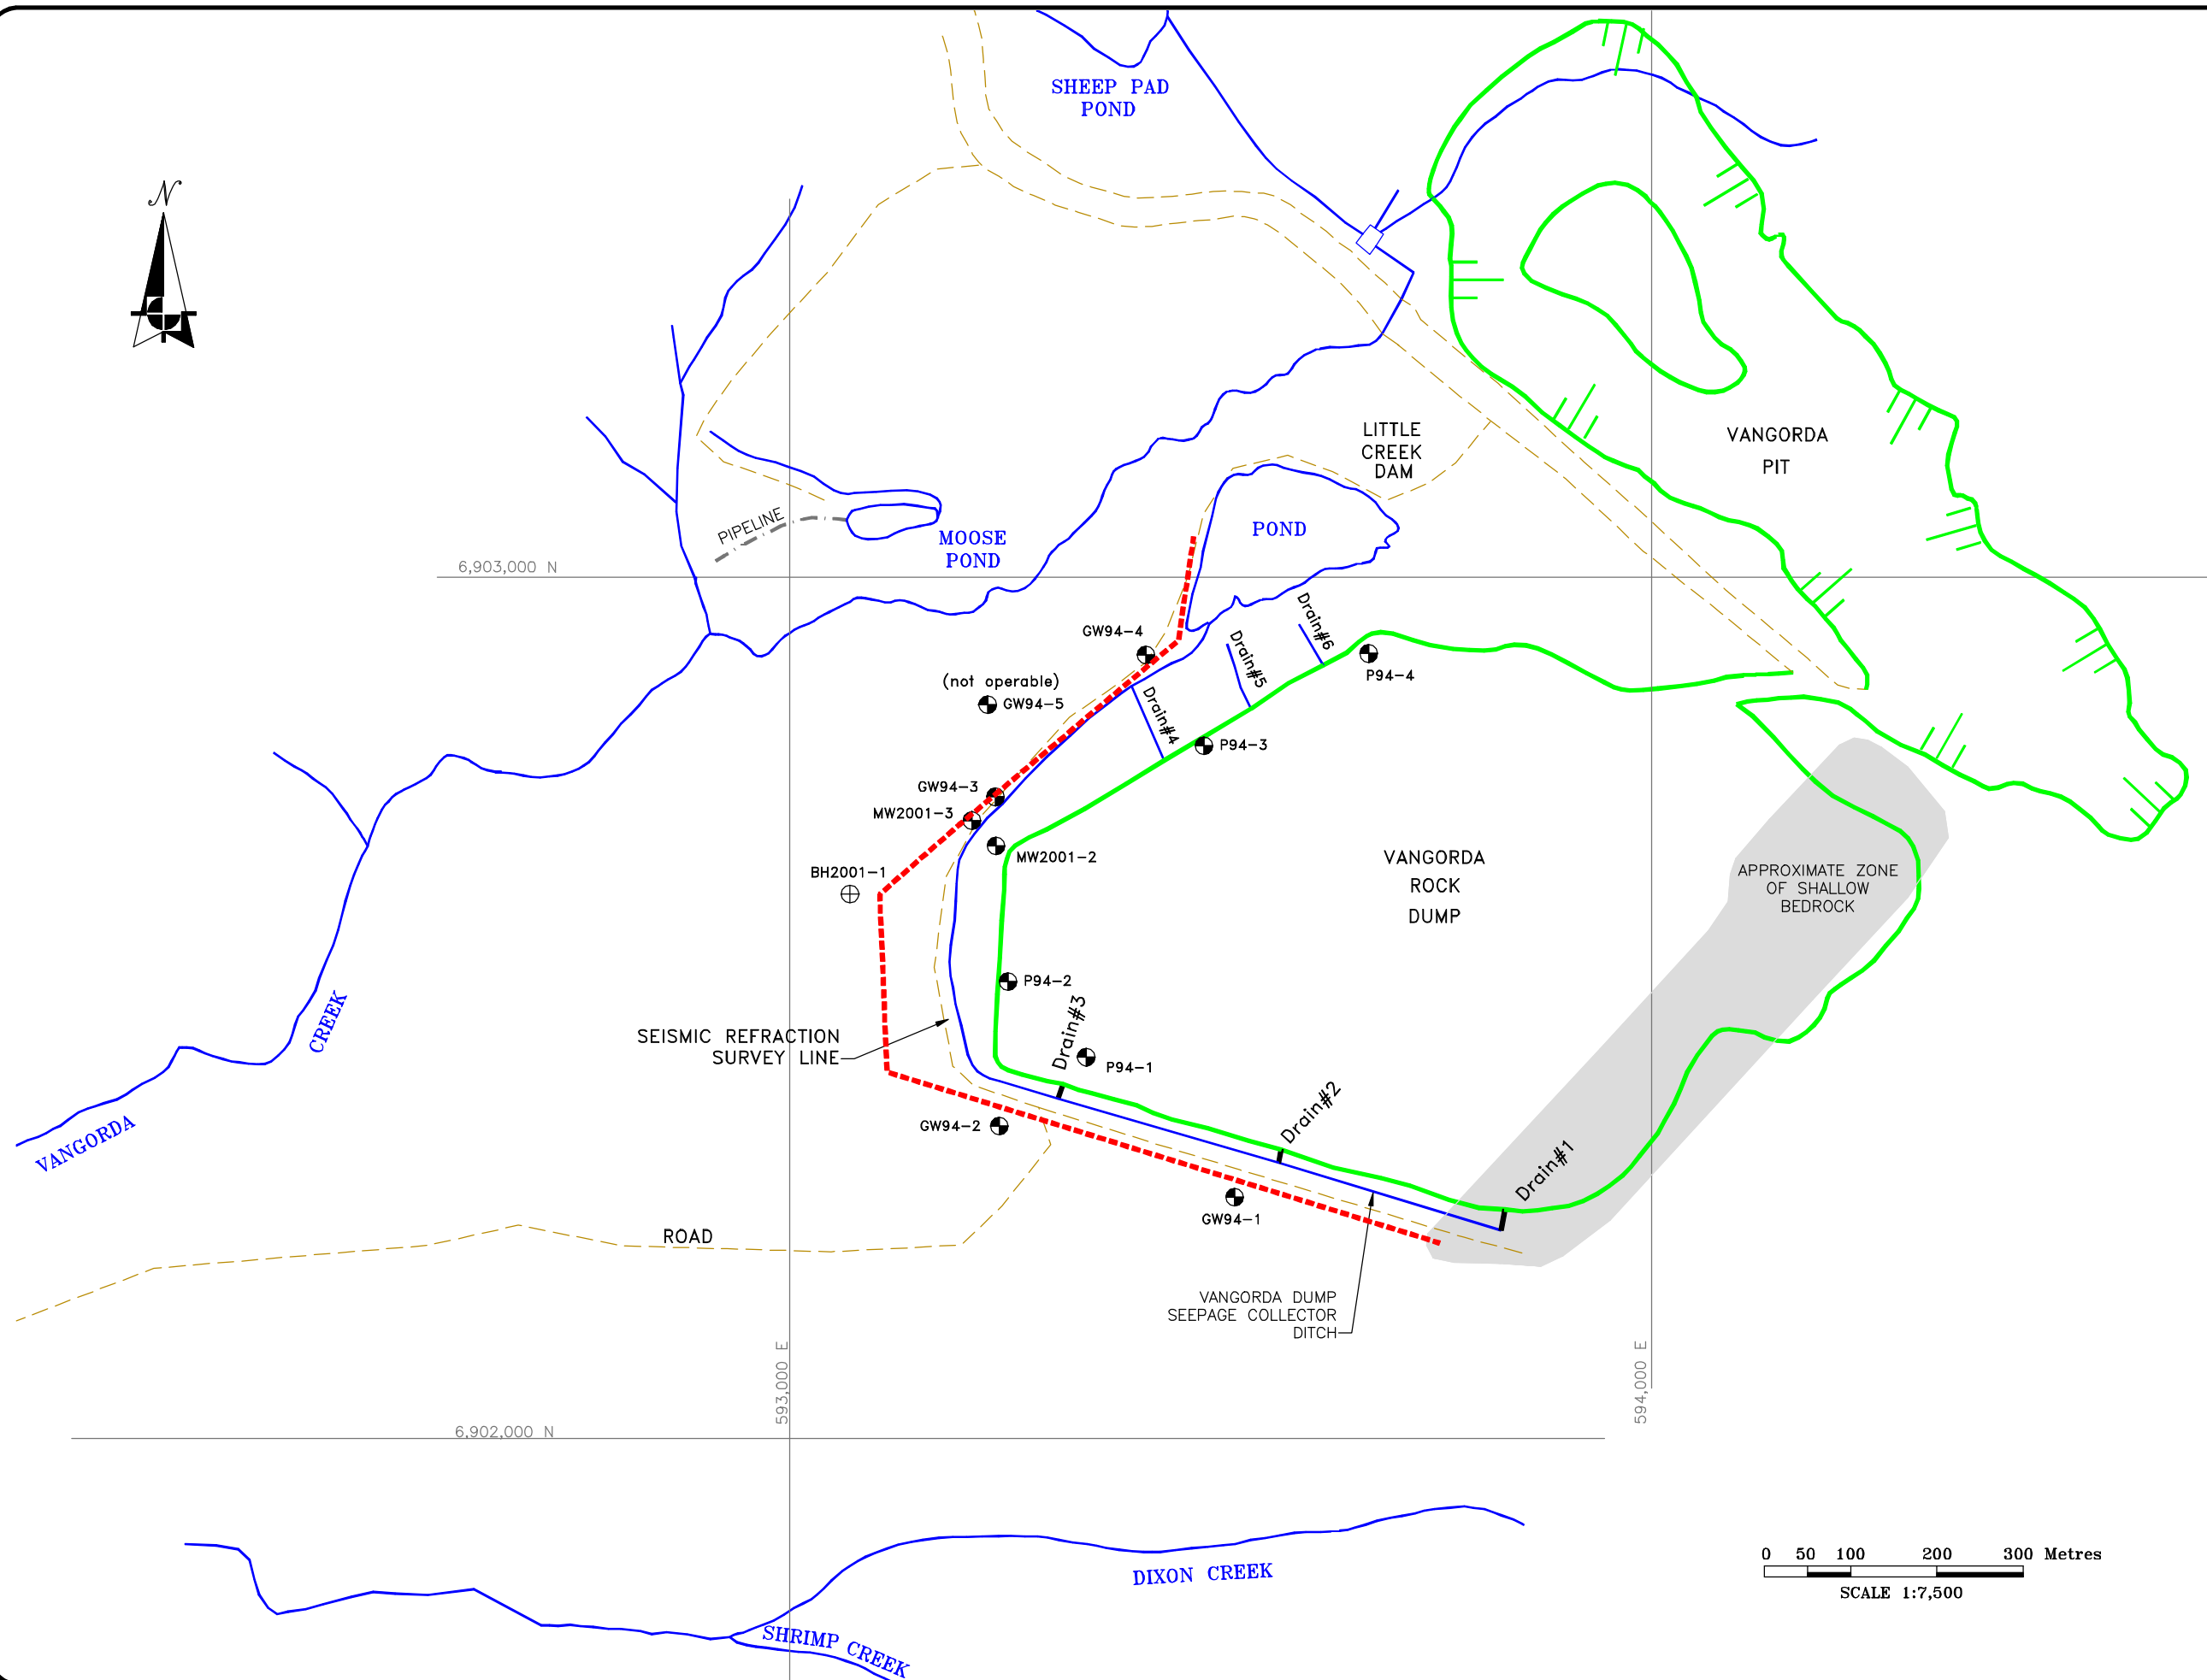 SHEEP PAD
POND
N
LITTLE
CREEK
DAM
VANGORDA
PIT
PIPELINE
MOOSE
POND
POND
6,903,000 N
Drain#6
Drain#5
Drain#4
GW94-4
P94-4
(not operable)
GW94-5
P94-3
GW94-3
MW2001-3
MW2001-2
BH2001-1
VANGORDA
ROCK
DUMP
APPROXIMATE ZONE
OF SHALLOW
BEDROCK
P94-2
Drain#3
CREEK
SEISMIC REFRACTION
SURVEY LINE
P94-1
VANGORDA
GW94-2
Drain#2
Drain#1
GW94-1
ROAD
VANGORDA DUMP
SEEPAGE COLLECTOR
DITCH
593,000 E
594,000 E
6,902,000 N
DIXON CREEK
SHRIMP CREEK
0 50 100 200 300 Metres
SCALE 1:7,500